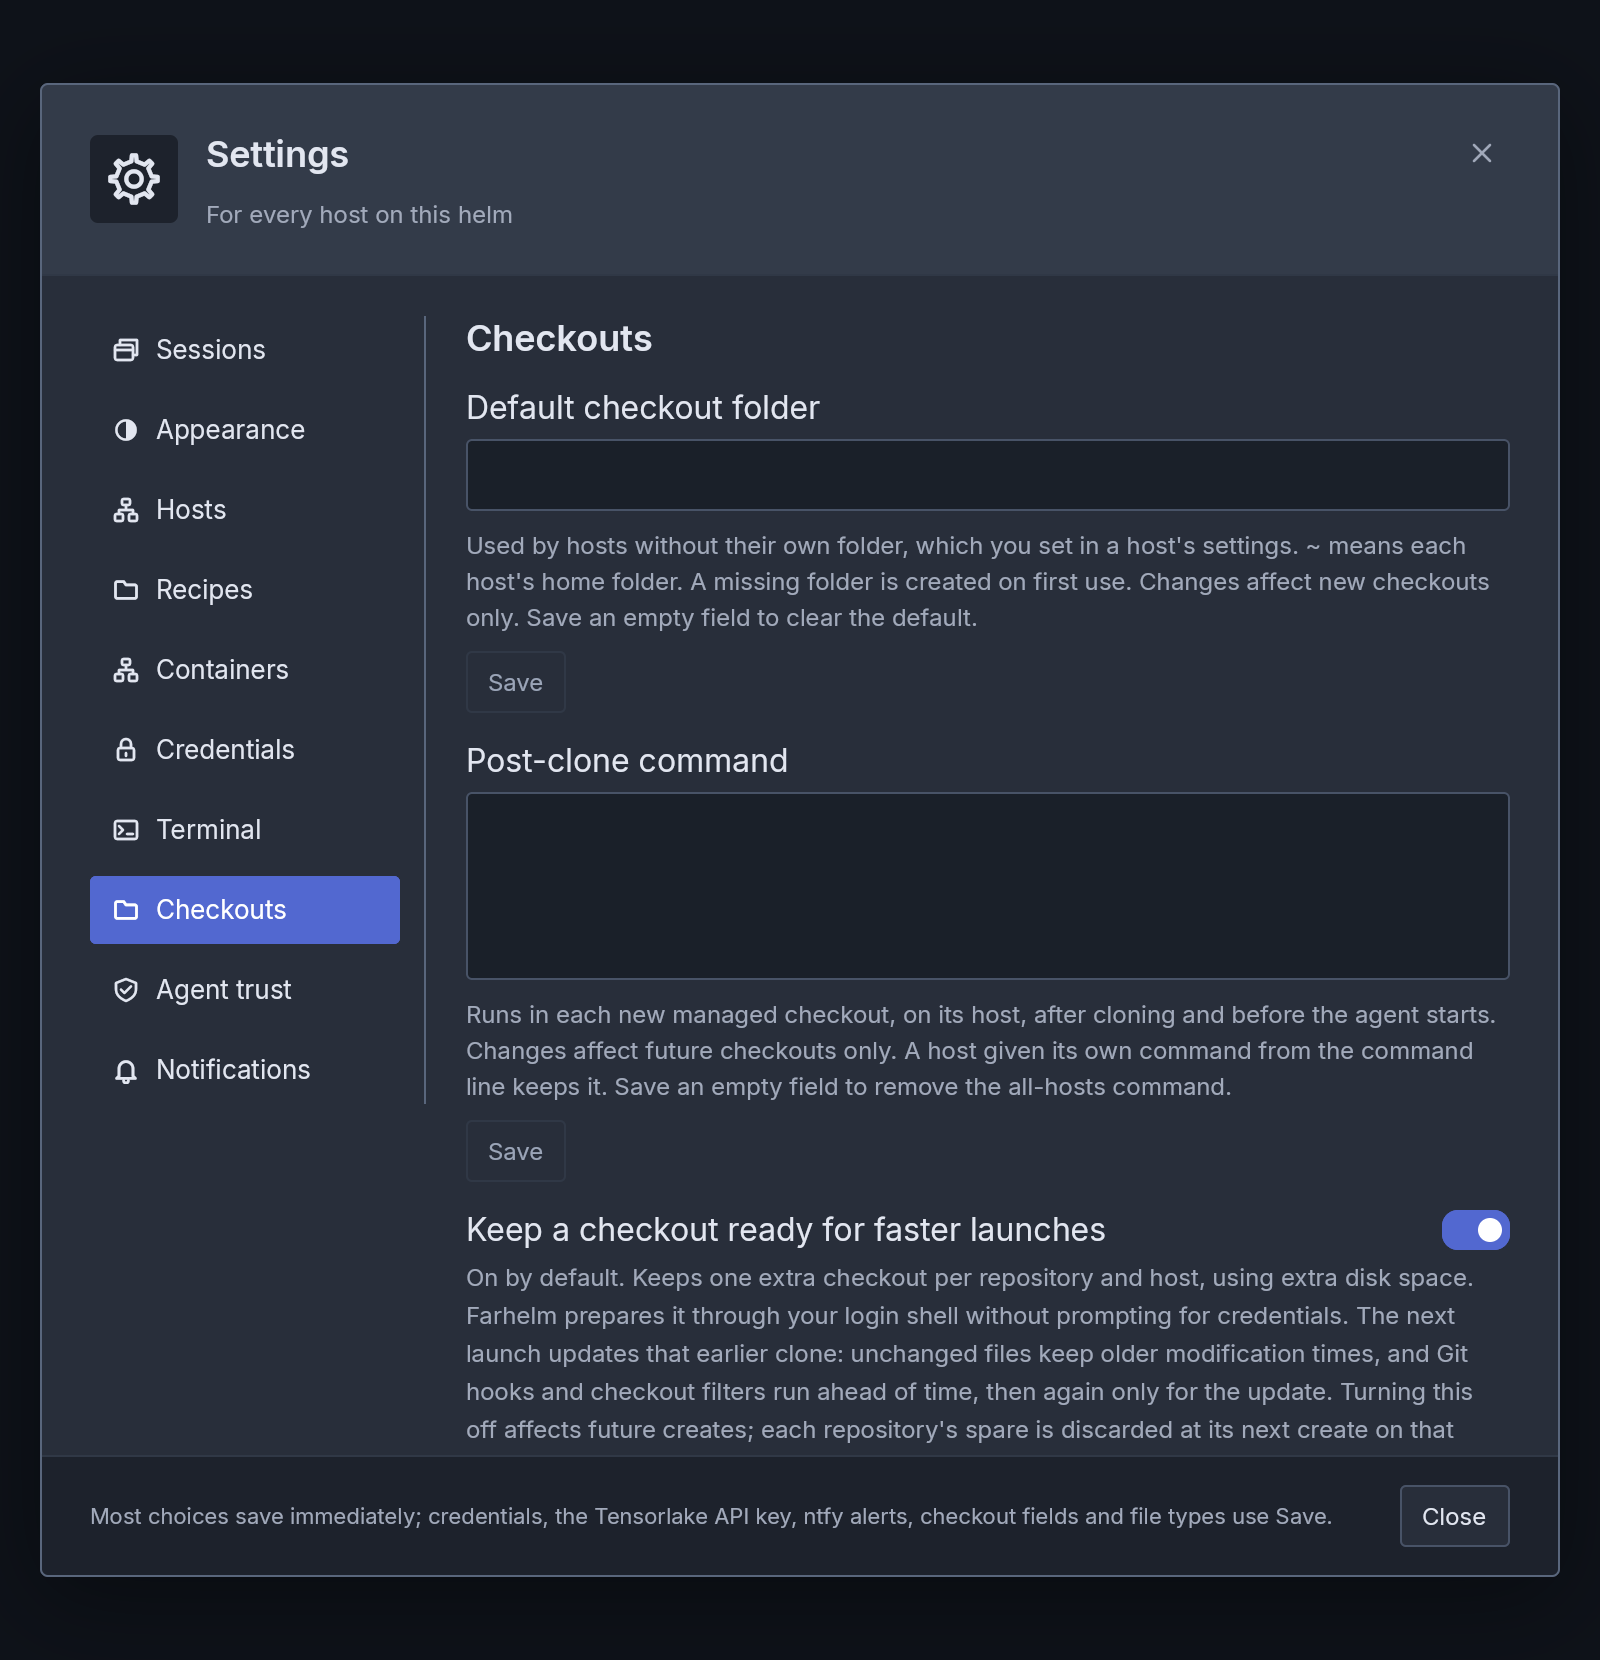 Settings
For every host on this helm
Sessions
Appearance
Hosts
Recipes
Containers
Credentials
Terminal
Checkouts
Agent trust
Notifications
Checkouts
Default checkout folder
Used by hosts without their own folder, which you set in a host's settings. ~ means each
host's home folder. A missing folder is created on first use. Changes affect new checkouts
only. Save an empty field to clear the default.
Save
Post-clone command
Runs in each new managed checkout, on its host, after cloning and before the agent starts.
Changes affect future checkouts only. A host given its own command from the command
line keeps it. Save an empty field to remove the all-hosts command.
Save
Keep a checkout ready for faster launches
On by default. Keeps one extra checkout per repository and host, using extra disk space.
Farhelm prepares it through your login shell without prompting for credentials. The next
launch updates that earlier clone: unchanged files keep older modification times, and Git
hooks and checkout filters run ahead of time, then again only for the update. Turning this
off affects future creates; each repository's spare is discarded at its next create on that
Most choices save immediately; credentials, the Tensorlake API key, ntfy alerts, checkout fields and file types use Save.
Close